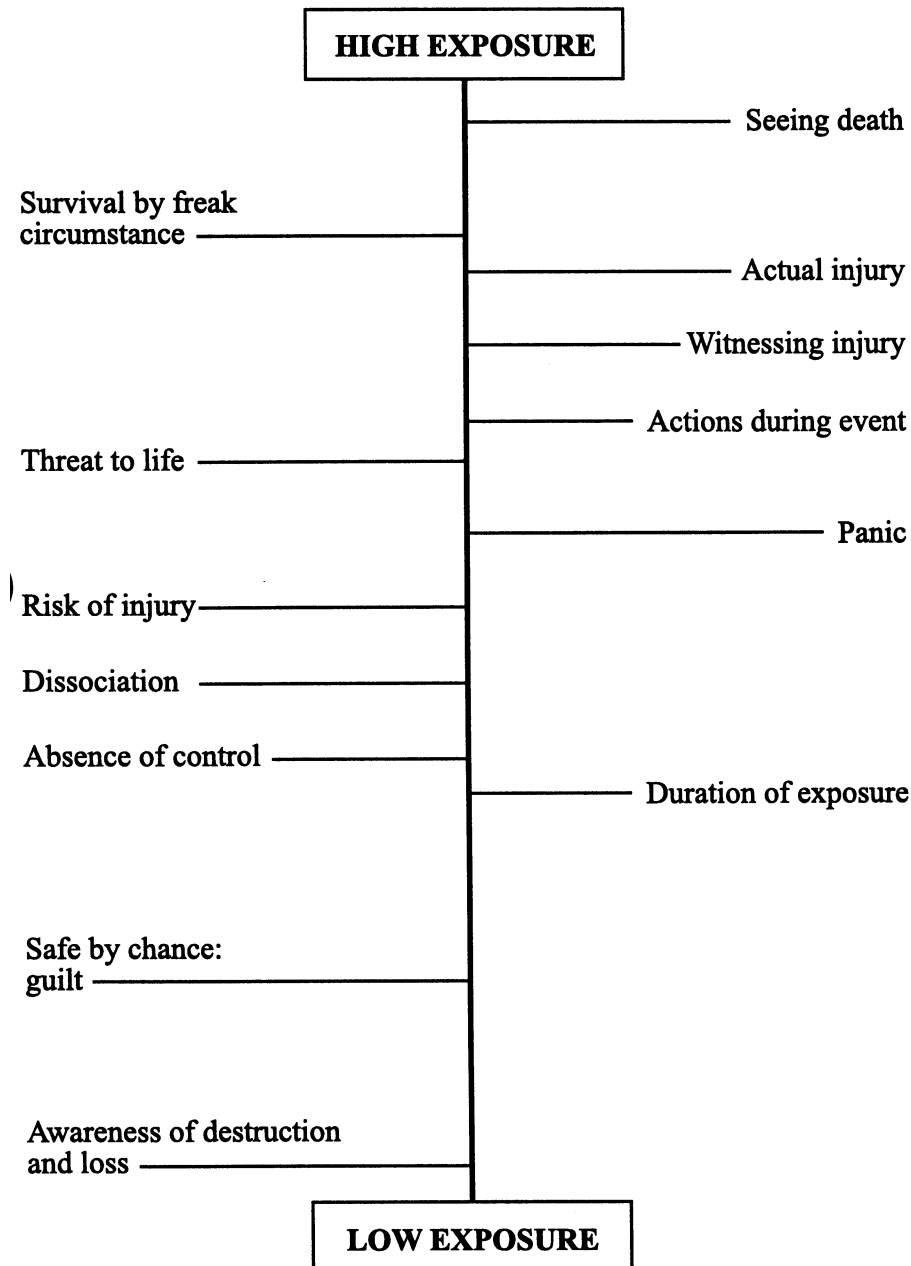 HIGH EXPOSURE
Seeing death
Survival by freak
circumstance
Actual injury
Witnessing injury
Actions during event
Threat to life
Panic
Risk of injury
Dissociation
Absence of control
Duration of exposure
Safe by chance:
guilt
Awareness of destruction
and loss
LOW EXPOSURE